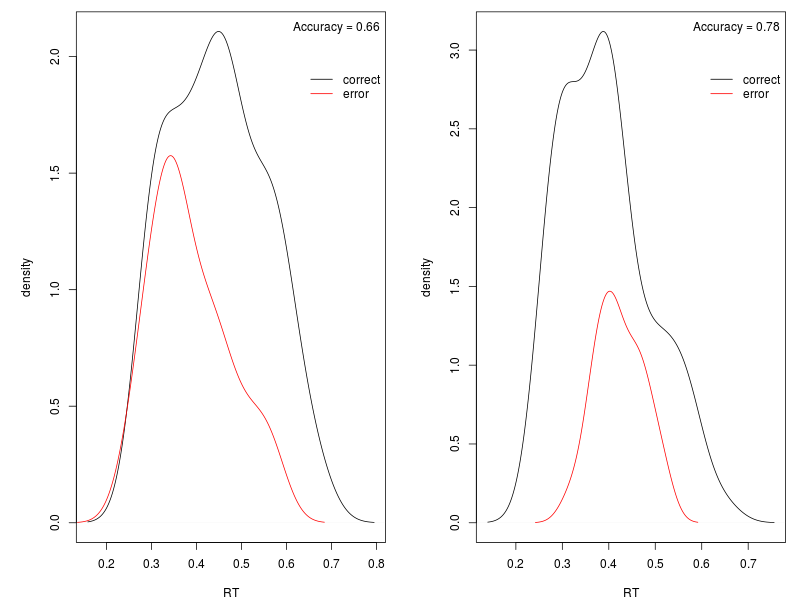 Accuracy = 0.66
correct
error
density
0.0
0.5
1.0
1.5
2.0
0.2 0.3 0.4 0.5 0.6 0.7 0.8
RT
Accuracy = 0.78
correct
error
density
0.0
0.5
1.0
1.5
2.0
2.5
3.0
0.2 0.3 0.4 0.5 0.6 0.7
RT